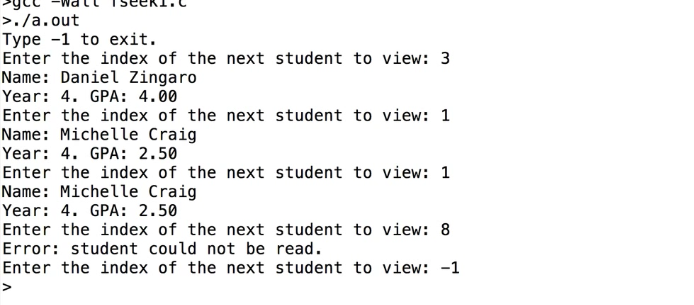 >gcc -Wall fseek1.c
>./a.out
Type -1 to exit.
Enter the index of the next student to view: 3
Name: Daniel Zingaro
Year: 4. GPA: 4.00
Enter the index of the next student to view: 1
Name: Michelle Craig
Year: 4. GPA: 2.50
Enter the index of the next student to view: 1
Name: Michelle Craig
Year: 4. GPA: 2.50
Enter the index of the next student to view: 8
Error: student could not be read.
Enter the index of the next student to view: -1
>